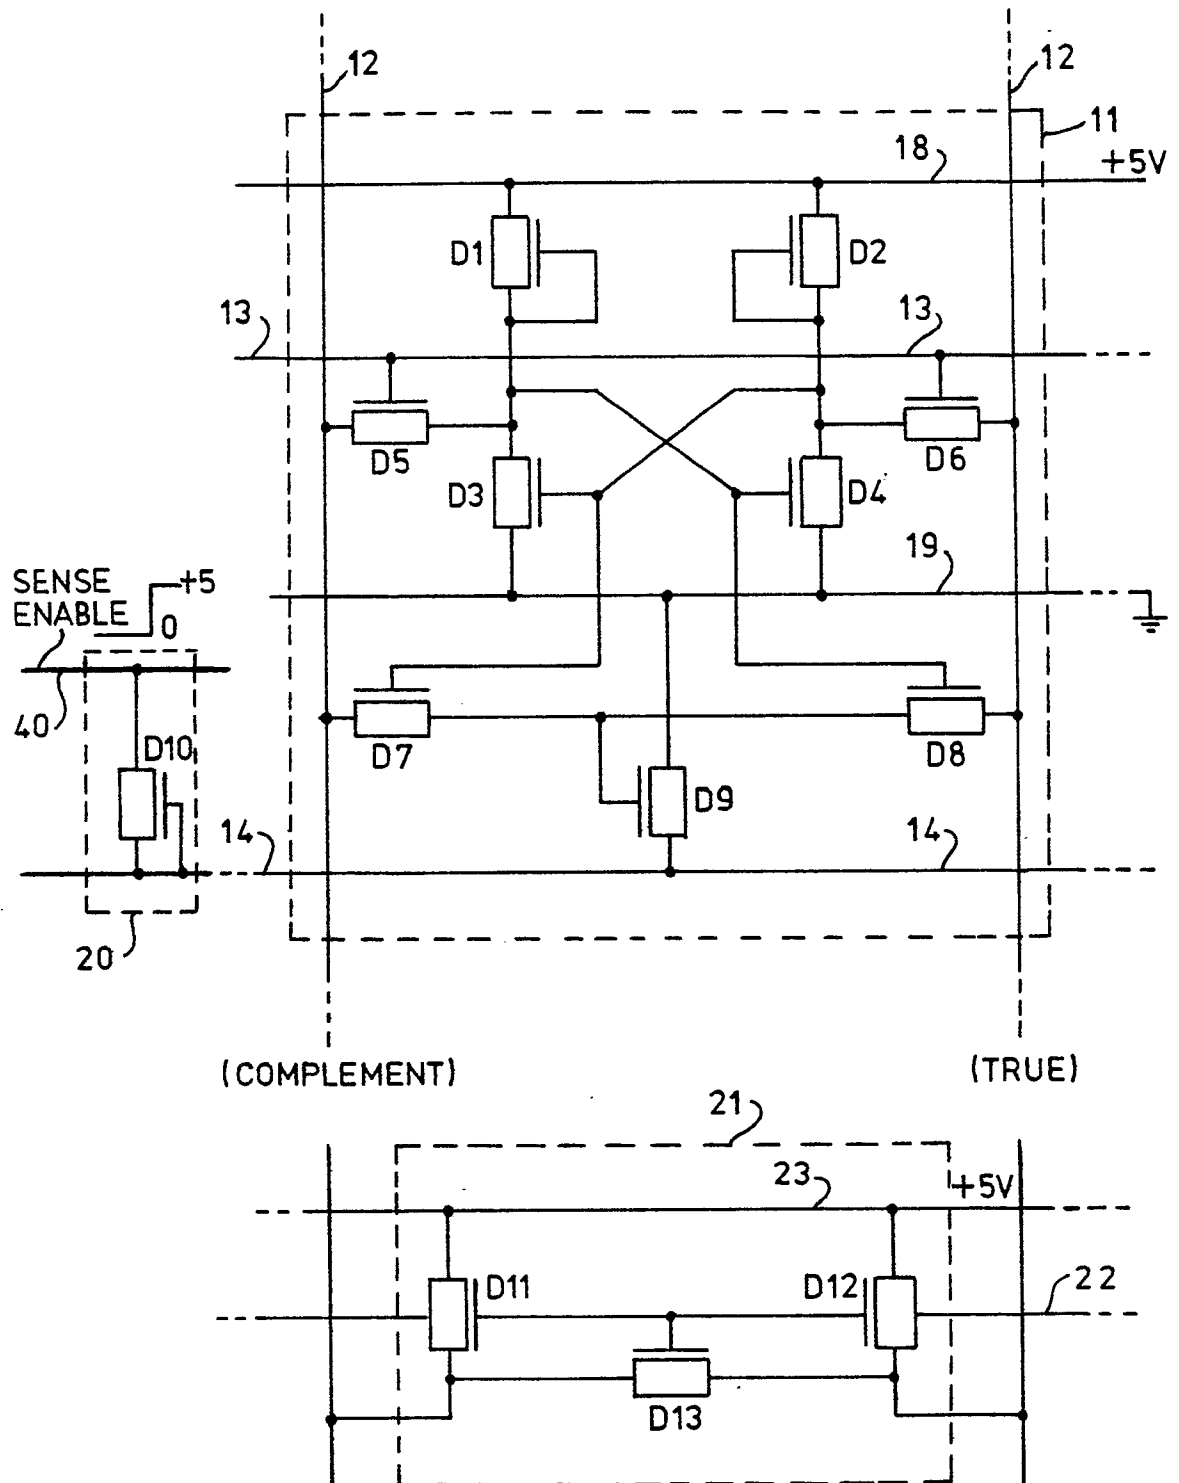 12
12
11
18
+5V
D1
D2
13
13
D5
D6
D3
D4
19
SENSE
ENABLE
+5
0
40
D10
D7
D8
D9
14
14
20
(COMPLEMENT)
(TRUE)
21
23
+5V
D11
D12
22
D13